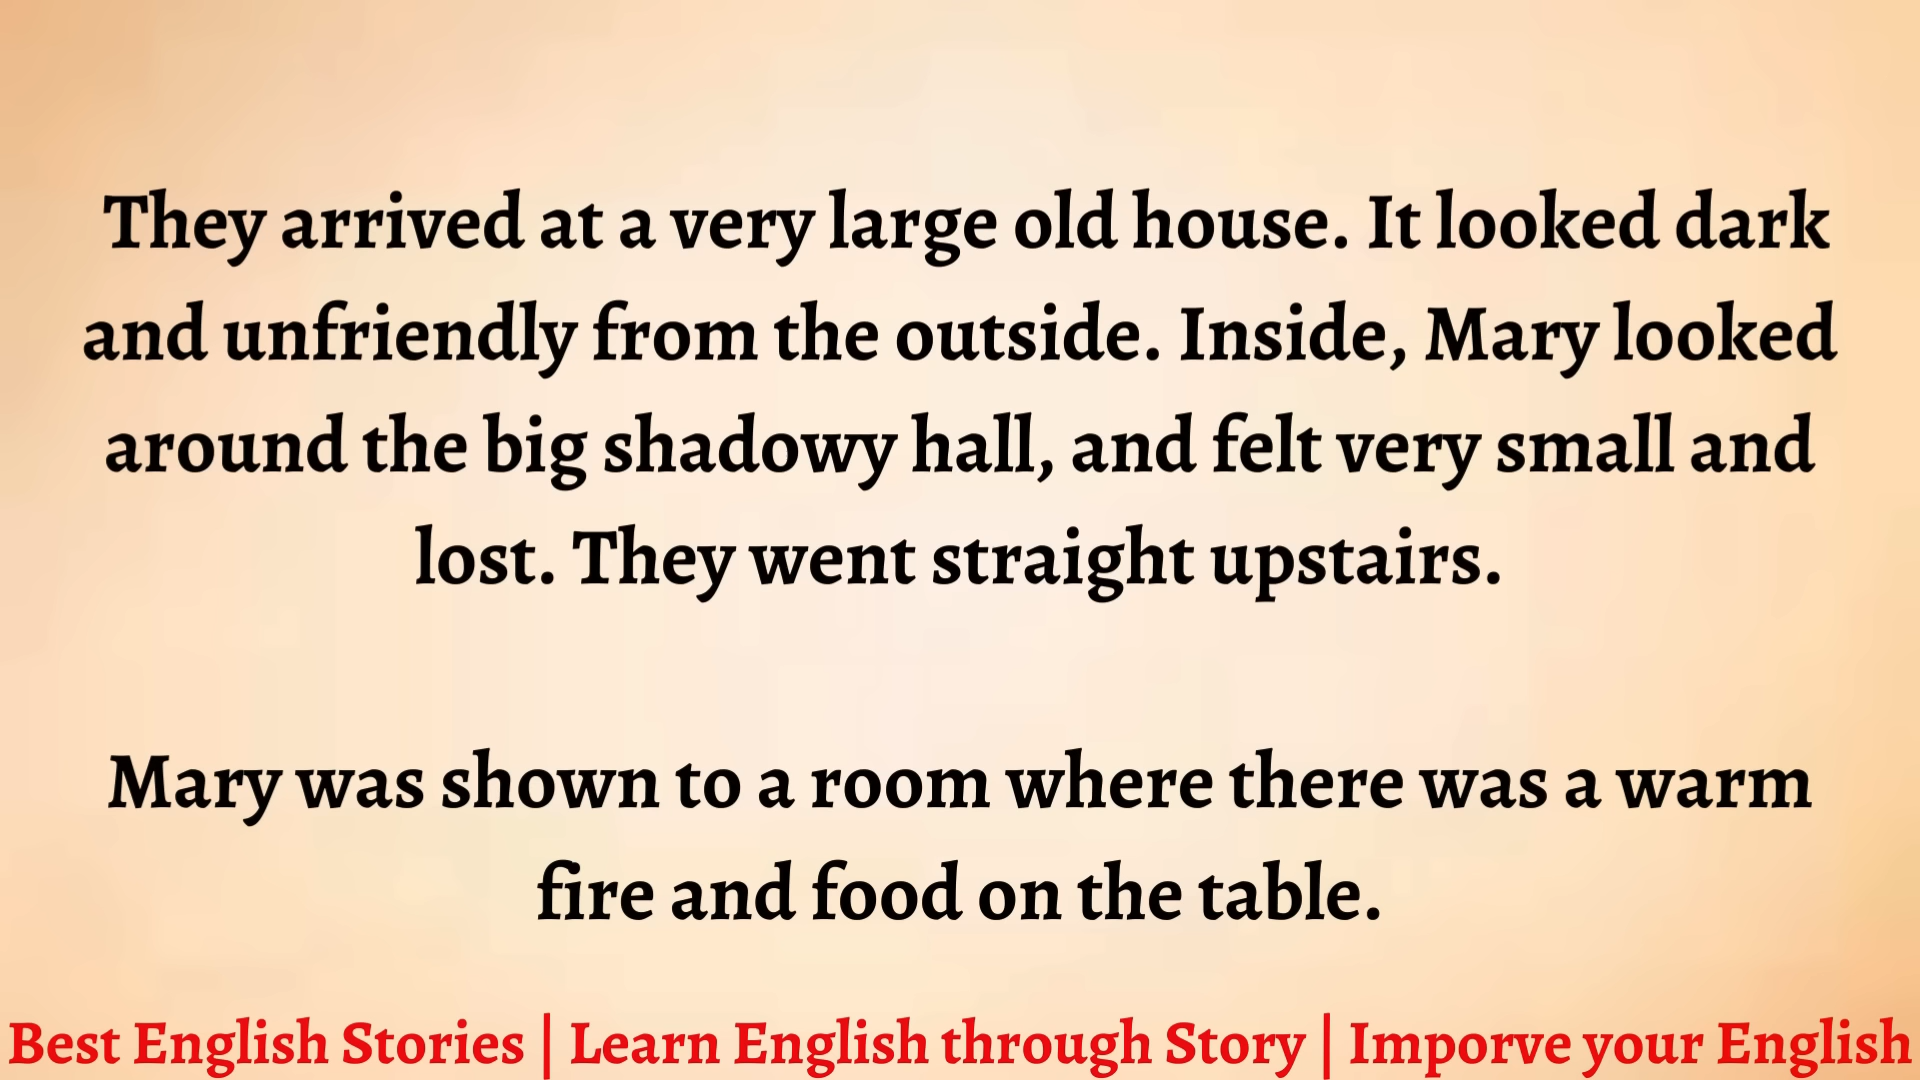 They arrived at a very large old house. It looked dark
and unfriendly from the outside. Inside, Mary looked
around the big shadowy hall, and felt very small and
lost. They went straight upstairs.
Mary was shown to a room where there was a warm
fire and food on the table.
Best English Stories | Learn English through Story | Imporve your English